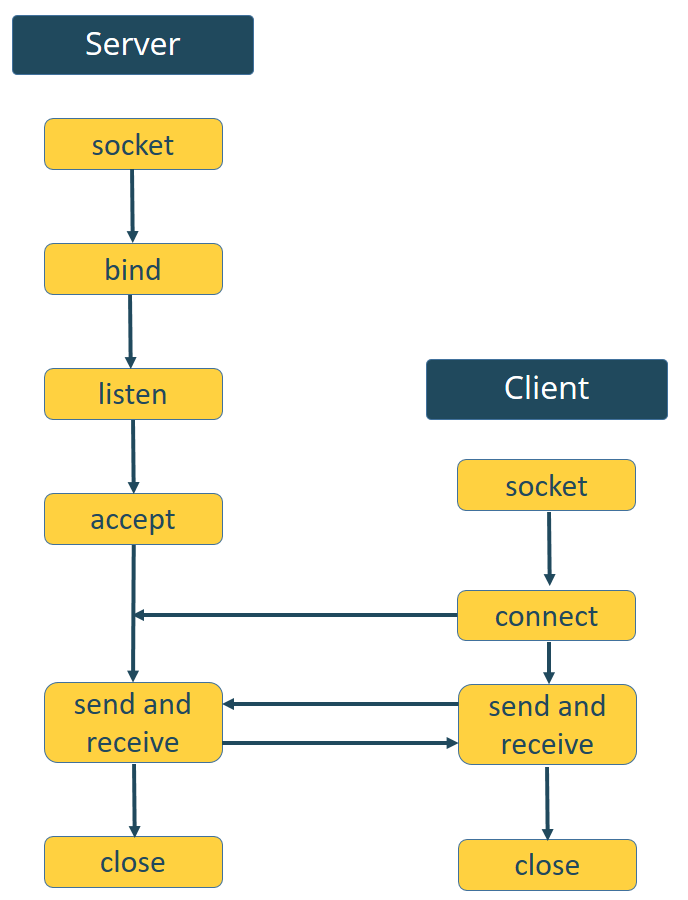 Server
socket
bind
listen
accept
send and
receive
close
Client
socket
connect
send and
receive
close